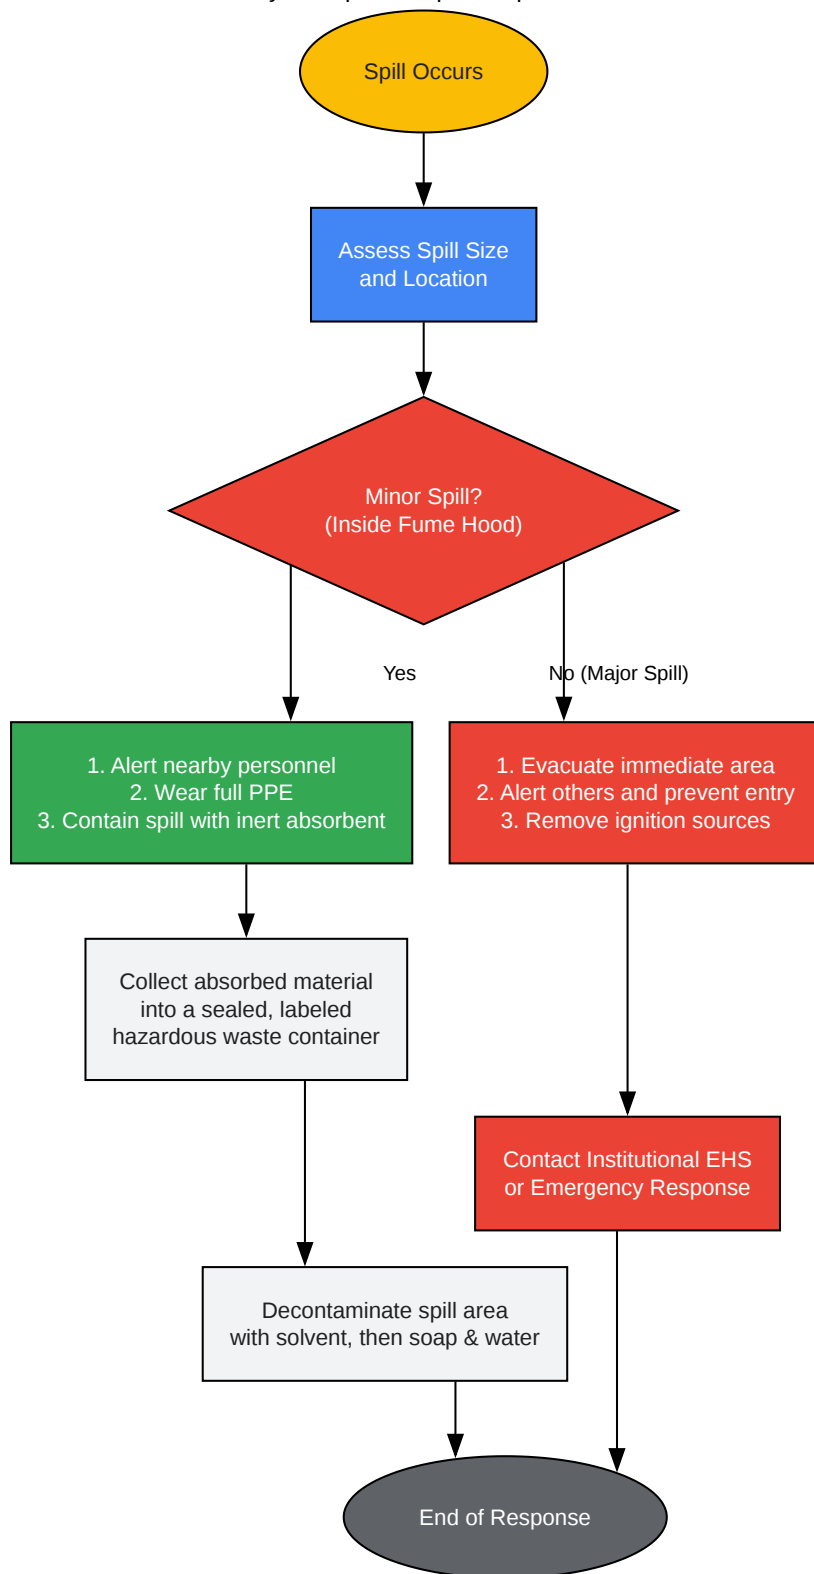 Spill Occurs
Assess Spill Size
and Location
Minor Spill?
(Inside Fume Hood)
Yes
No (Major Spill)
1. Alert nearby personnel
2. Wear full PPE
3. Contain spill with inert absorbent
1. Evacuate immediate area
2. Alert others and prevent entry
3. Remove ignition sources
Collect absorbed material
into a sealed, labeled
hazardous waste container
Contact Institutional EHS
or Emergency Response
Decontaminate spill area
with solvent, then soap & water
End of Response